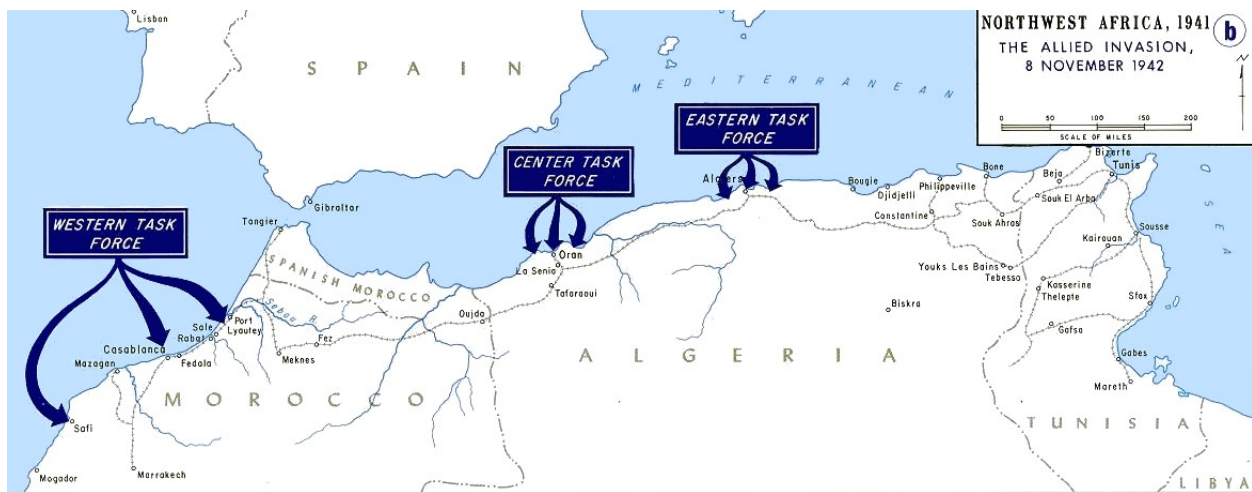 Lisbon
SPAIN
MEDITERRANEAN
SEA
NORTHWEST AFRICA, 1941
b
THE ALLIED INVASION,
8 NOVEMBER 1942
N
0 50 100 150 200
SCALE OF MILES
EASTERN TASK
FORCE
CENTER TASK
FORCE
WESTERN TASK
FORCE
Gibraltar
Tangier
SPANISH MOROCCO
Algiers
Bougie
Djidjelli
Philippeville
Bone
Beja
Bizerte
Tunis
Souk El Arba
Constantine
Souk Ahras
Kairouan
Sousse
Oran
La Senia
Tafaraoui
Youks Les Bains
Tebessa
Kasserine
Thelepte
Sfax
Biskra
Gafsa
Gabes
Mareth
Sebou R.
Port
Lyautey
Sale
Rabat
Oujda
Fez
Meknes
Casablanca
Fedala
Mazagan
MOROCCO
ALGERIA
TUNISIA
LIBYA
Safi
Mogador
Marrakech